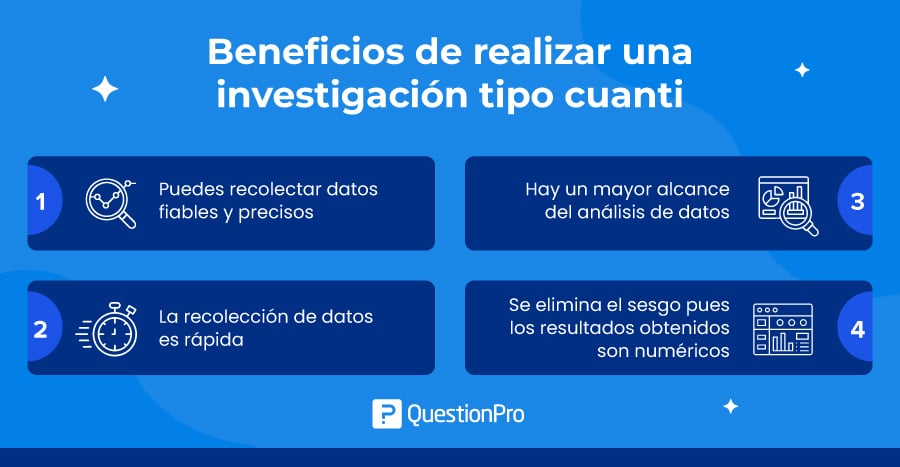 Beneficios de realizar una
investigación tipo cuanti
1
Puedes recolectar datos
fiables y precisos
2
La recolección de datos
es rápida
Hay un mayor alcance
del análisis de datos
3
Se elimina el sesgo pues
los resultados obtenidos
son numéricos
4
QuestionPro